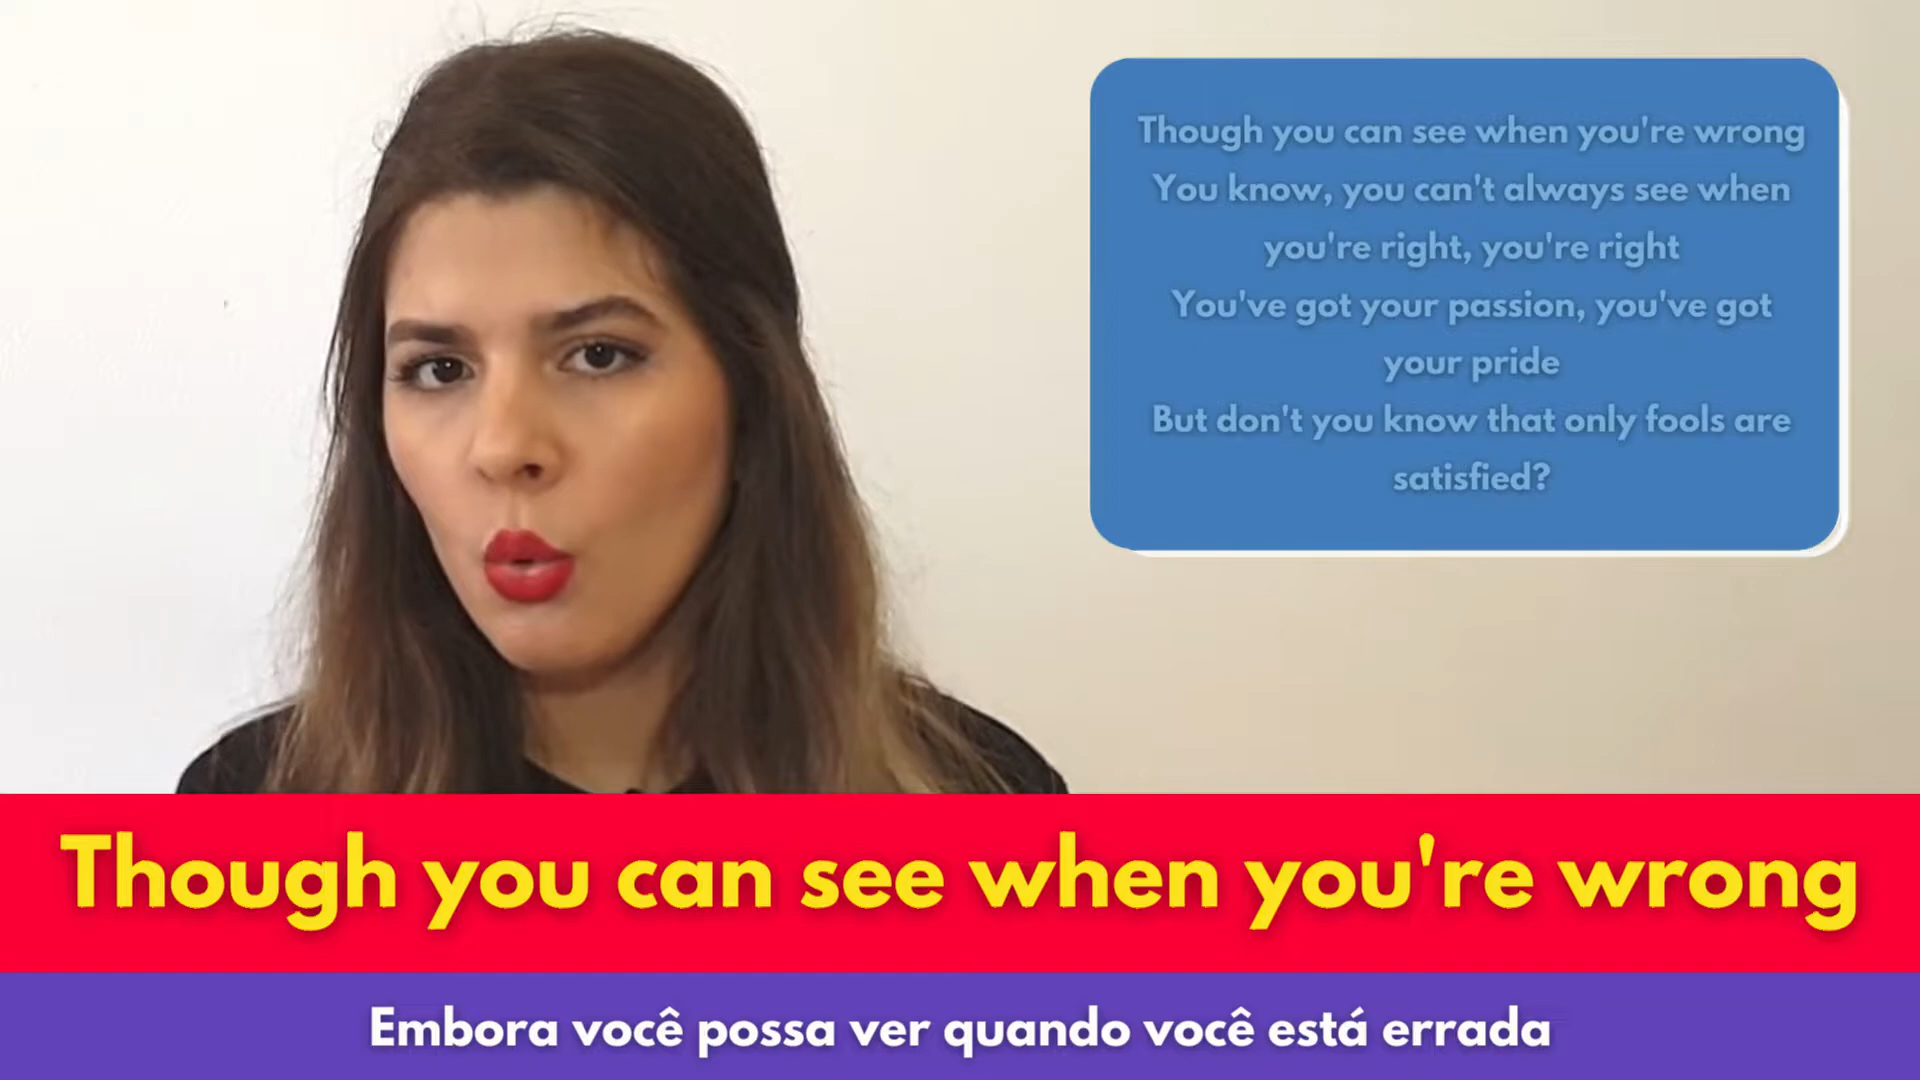 Though you can see when you're wrong
You know, you can't always see when
you're right, you're right
You've got your passion, you've got
your pride
But don't you know that only fools are
satisfied?
Though you can see when you're wrong
Embora você possa ver quando você está errada